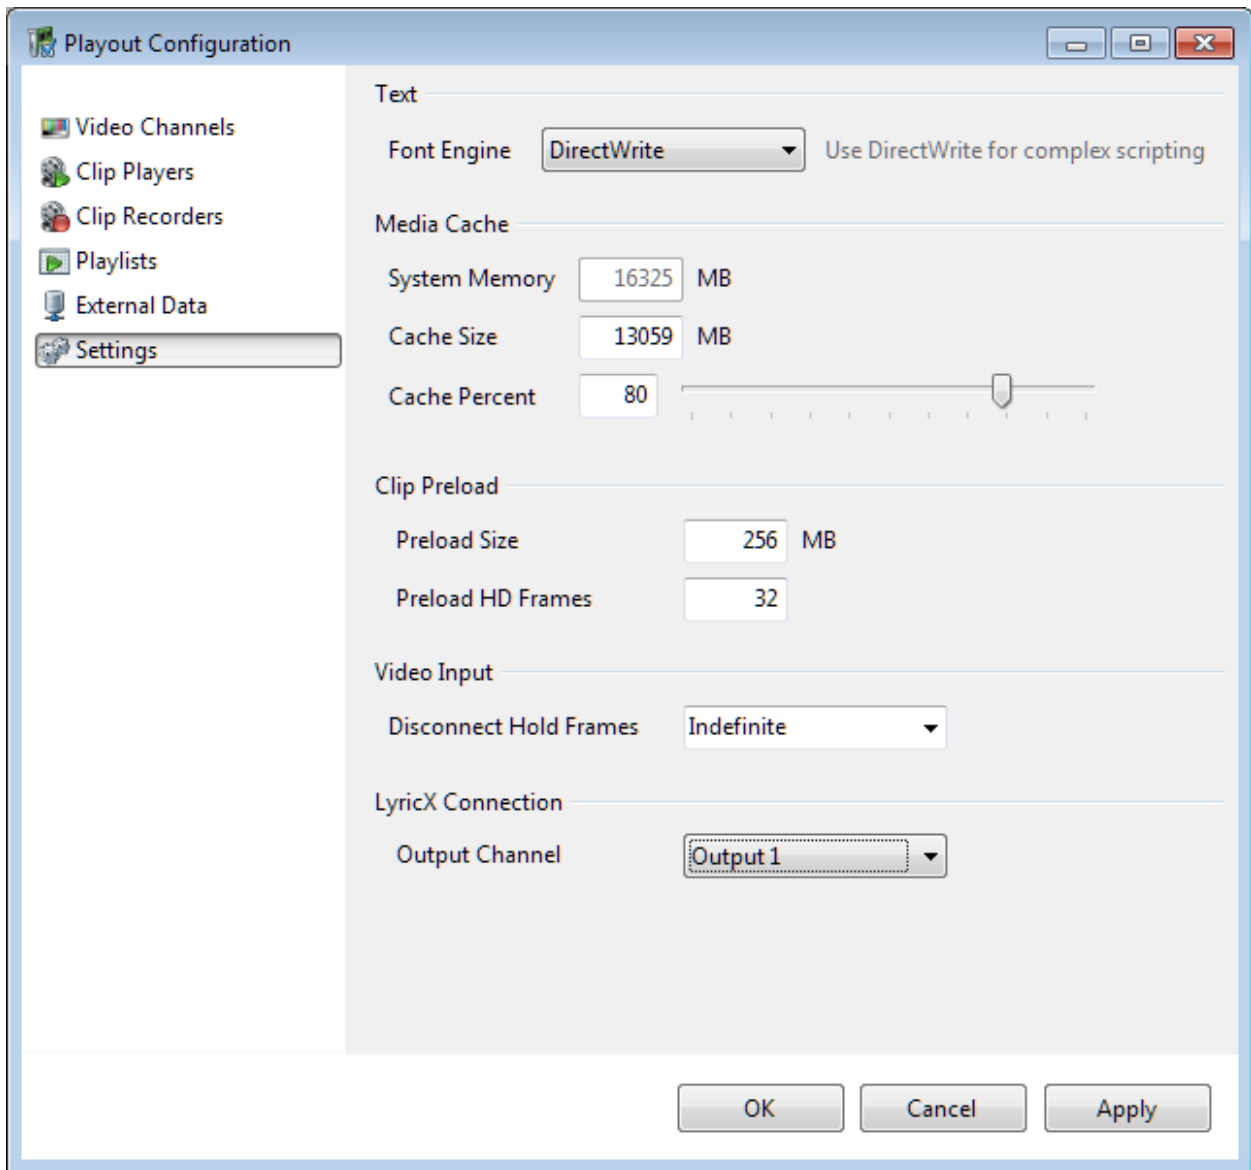 Playout Configuration
Video Channels
Clip Players
Clip Recorders
Playlists
External Data
Settings
Text
Font Engine DirectWrite Use DirectWrite for complex scripting
Media Cache
System Memory 16325 MB
Cache Size 13059 MB
Cache Percent 80
Clip Preload
Preload Size 256 MB
Preload HD Frames 32
Video Input
Disconnect Hold Frames Indefinite
LyricX Connection
Output Channel Output 1
OK Cancel Apply